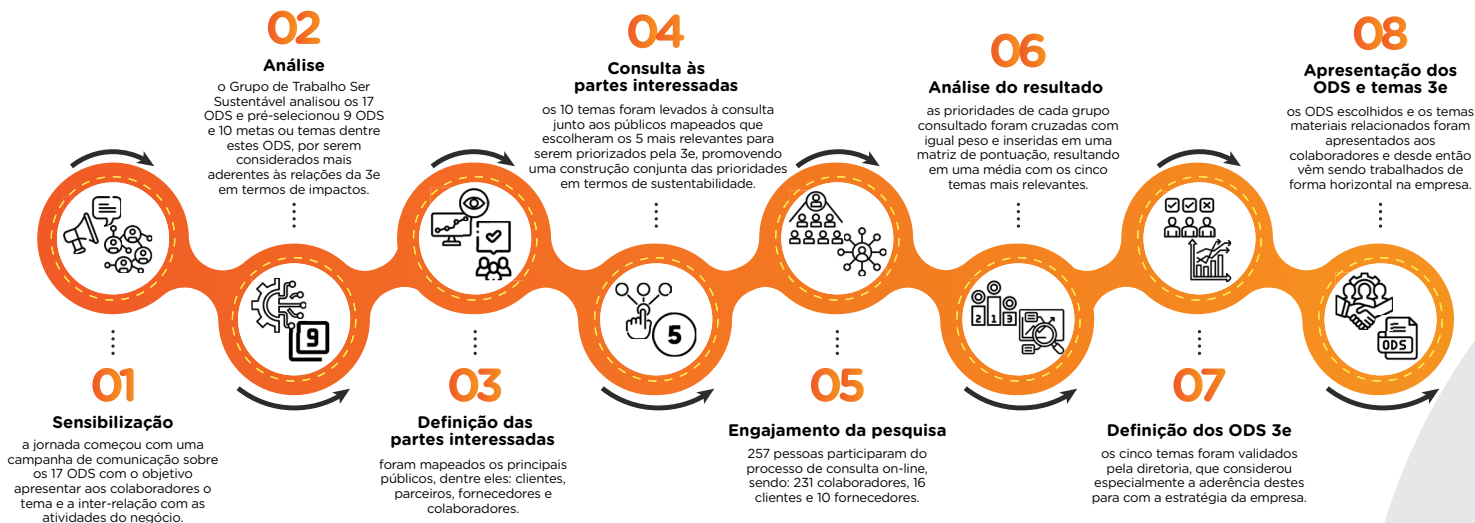 01
Sensibilização
a jornada começou com uma
campanha de comunicação sobre
os 17 ODS com o objetivo
apresentar aos colaboradores o
tema e a inter-relação com as
atividades do negócio.
02
Análise
o Grupo de Trabalho Ser
Sustentável analisou os 17
ODS e pré-selecionou 9 ODS
e 10 metas ou temas dentre
estes ODS, por serem
considerados mais
aderentes às relações da 3e
em termos de impactos.
9
03
Definição das
partes interessadas
foram mapeados os principais
públicos, dentre eles: clientes,
parceiros, fornecedores e
colaboradores.
04
Consulta às
partes interessadas
os 10 temas foram levados à consulta
junto aos públicos mapeados que
escolheram os 5 mais relevantes para
serem priorizados pela 3e, promovendo
uma construção conjunta das prioridades
em termos de sustentabilidade.
5
05
Engajamento da pesquisa
257 pessoas participaram do
processo de consulta on-line,
sendo: 231 colaboradores, 16
clientes e 10 fornecedores.
06
Análise do resultado
as prioridades de cada grupo
consultado foram cruzadas com
igual peso e inseridas em uma
matriz de pontuação, resultando
em uma média com os cinco
temas mais relevantes.
2 1 3
07
Definição dos ODS 3e
os cinco temas foram validados
pela diretoria, que considerou
especialmente a aderência destes
para com a estratégia da empresa.
08
Apresentação dos
ODS e temas 3e
os ODS escolhidos e os temas
materiais relacionados foram
apresentados aos
colaboradores e desde então
vêm sendo trabalhados de
forma horizontal na empresa.
ODS